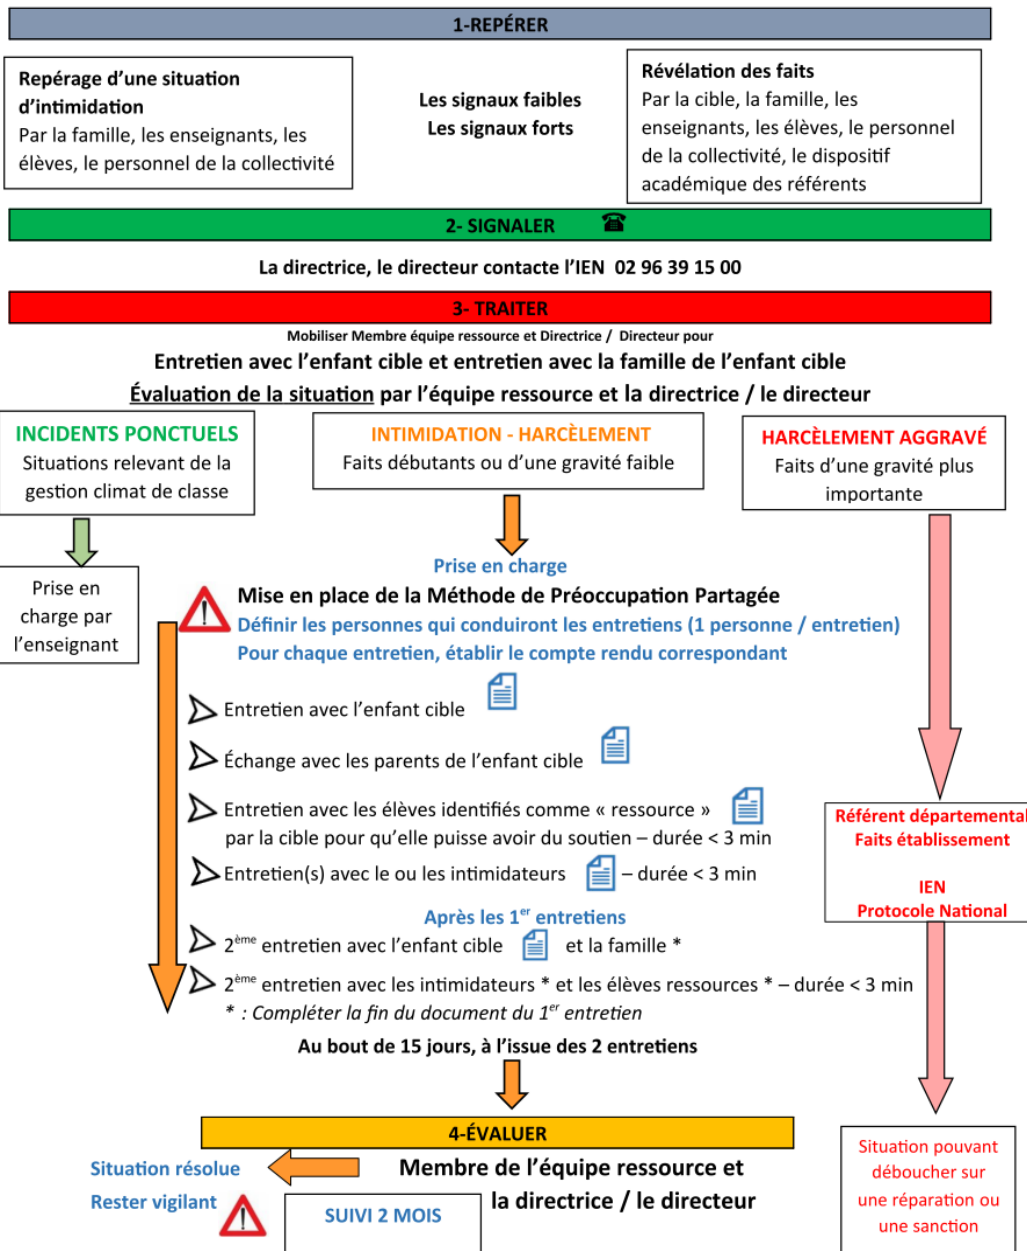 1-REPÉRER
Repérage d'une situation
d'intimidation
Par la famille, les enseignants, les
élèves, le personnel de la collectivité
Les signaux faibles
Les signaux forts
Révélation des faits
Par la cible, la famille, les
enseignants, les élèves, le personnel
de la collectivité, le dispositif
académique des référents
2- SIGNALER ☎
La directrice, le directeur contacte l'IEN 02 96 39 15 00
3- TRAITER
Mobiliser Membre équipe ressource et Directrice / Directeur pour
Entretien avec l'enfant cible et entretien avec la famille de l'enfant cible
Évaluation de la situation par l'équipe ressource et la directrice / le directeur
INCIDENTS PONCTUELS
Situations relevant de la
gestion climat de classe
INTIMIDATION - HARCÈLEMENT
Faits débutants ou d'une gravité faible
HARCÈLEMENT AGGRAVÉ
Faits d'une gravité plus
importante
Prise en
charge par
l'enseignant
Prise en charge
Mise en place de la Méthode de Préoccupation Partagée
Définir les personnes qui conduiront les entretiens (1 personne / entretien)
Pour chaque entretien, établir le compte rendu correspondant
Entretien avec l'enfant cible
Échange avec les parents de l'enfant cible
Entretien avec les élèves identifiés comme « ressource »
par la cible pour qu'elle puisse avoir du soutien – durée < 3 min
Entretien(s) avec le ou les intimidateurs – durée < 3 min
Après les 1er entretiens
2ème entretien avec l'enfant cible et la famille *
2ème entretien avec les intimidateurs * et les élèves ressources * – durée < 3 min
* : Compléter la fin du document du 1er entretien
Au bout de 15 jours, à l'issue des 2 entretiens
Référent départemental
Faits établissement
IEN
Protocole National
4-ÉVALUER
Situation résolue
Rester vigilant
Membre de l'équipe ressource et
la directrice / le directeur
SUIVI 2 MOIS
Situation pouvant
déboucher sur
une réparation ou
une sanction